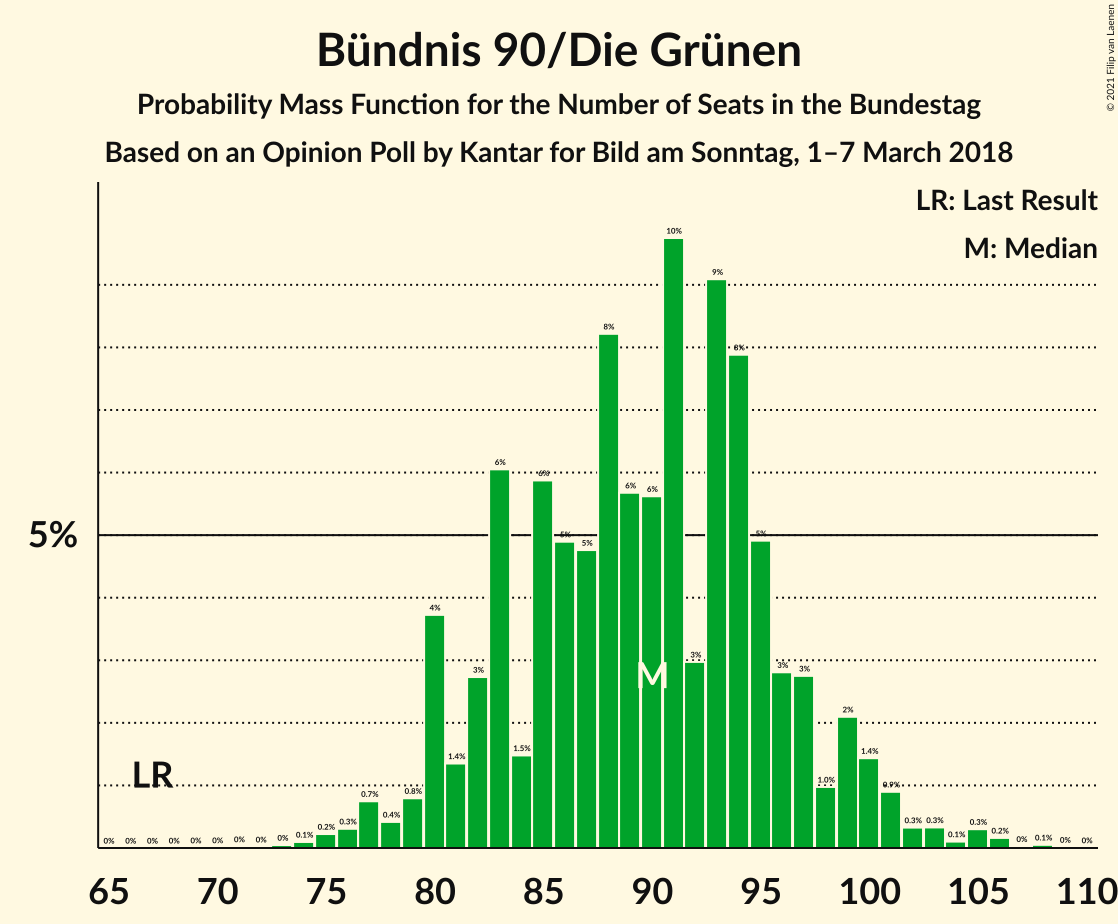 Bündnis 90/Die Grünen
Probability Mass Function for the Number of Seats in the Bundestag
Based on an Opinion Poll by Kantar for Bild am Sonntag, 1–7 March 2018
© 2021 Filip van Laenen
LR: Last Result
M: Median
5%
LR
M
0% 0% 0% 0% 0% 0% 0% 0% 0% 0.1% 0.2% 0.3% 0.7% 0.4% 0.8% 4% 1.4% 3% 6% 1.5% 6% 5% 5% 8% 6% 6% 10% 3% 9% 8% 5% 3% 3% 1.0% 2% 1.4% 0.9% 0.3% 0.3% 0.1% 0.3% 0.2% 0% 0.1% 0% 0%
65 70 75 80 85 90 95 100 105 110